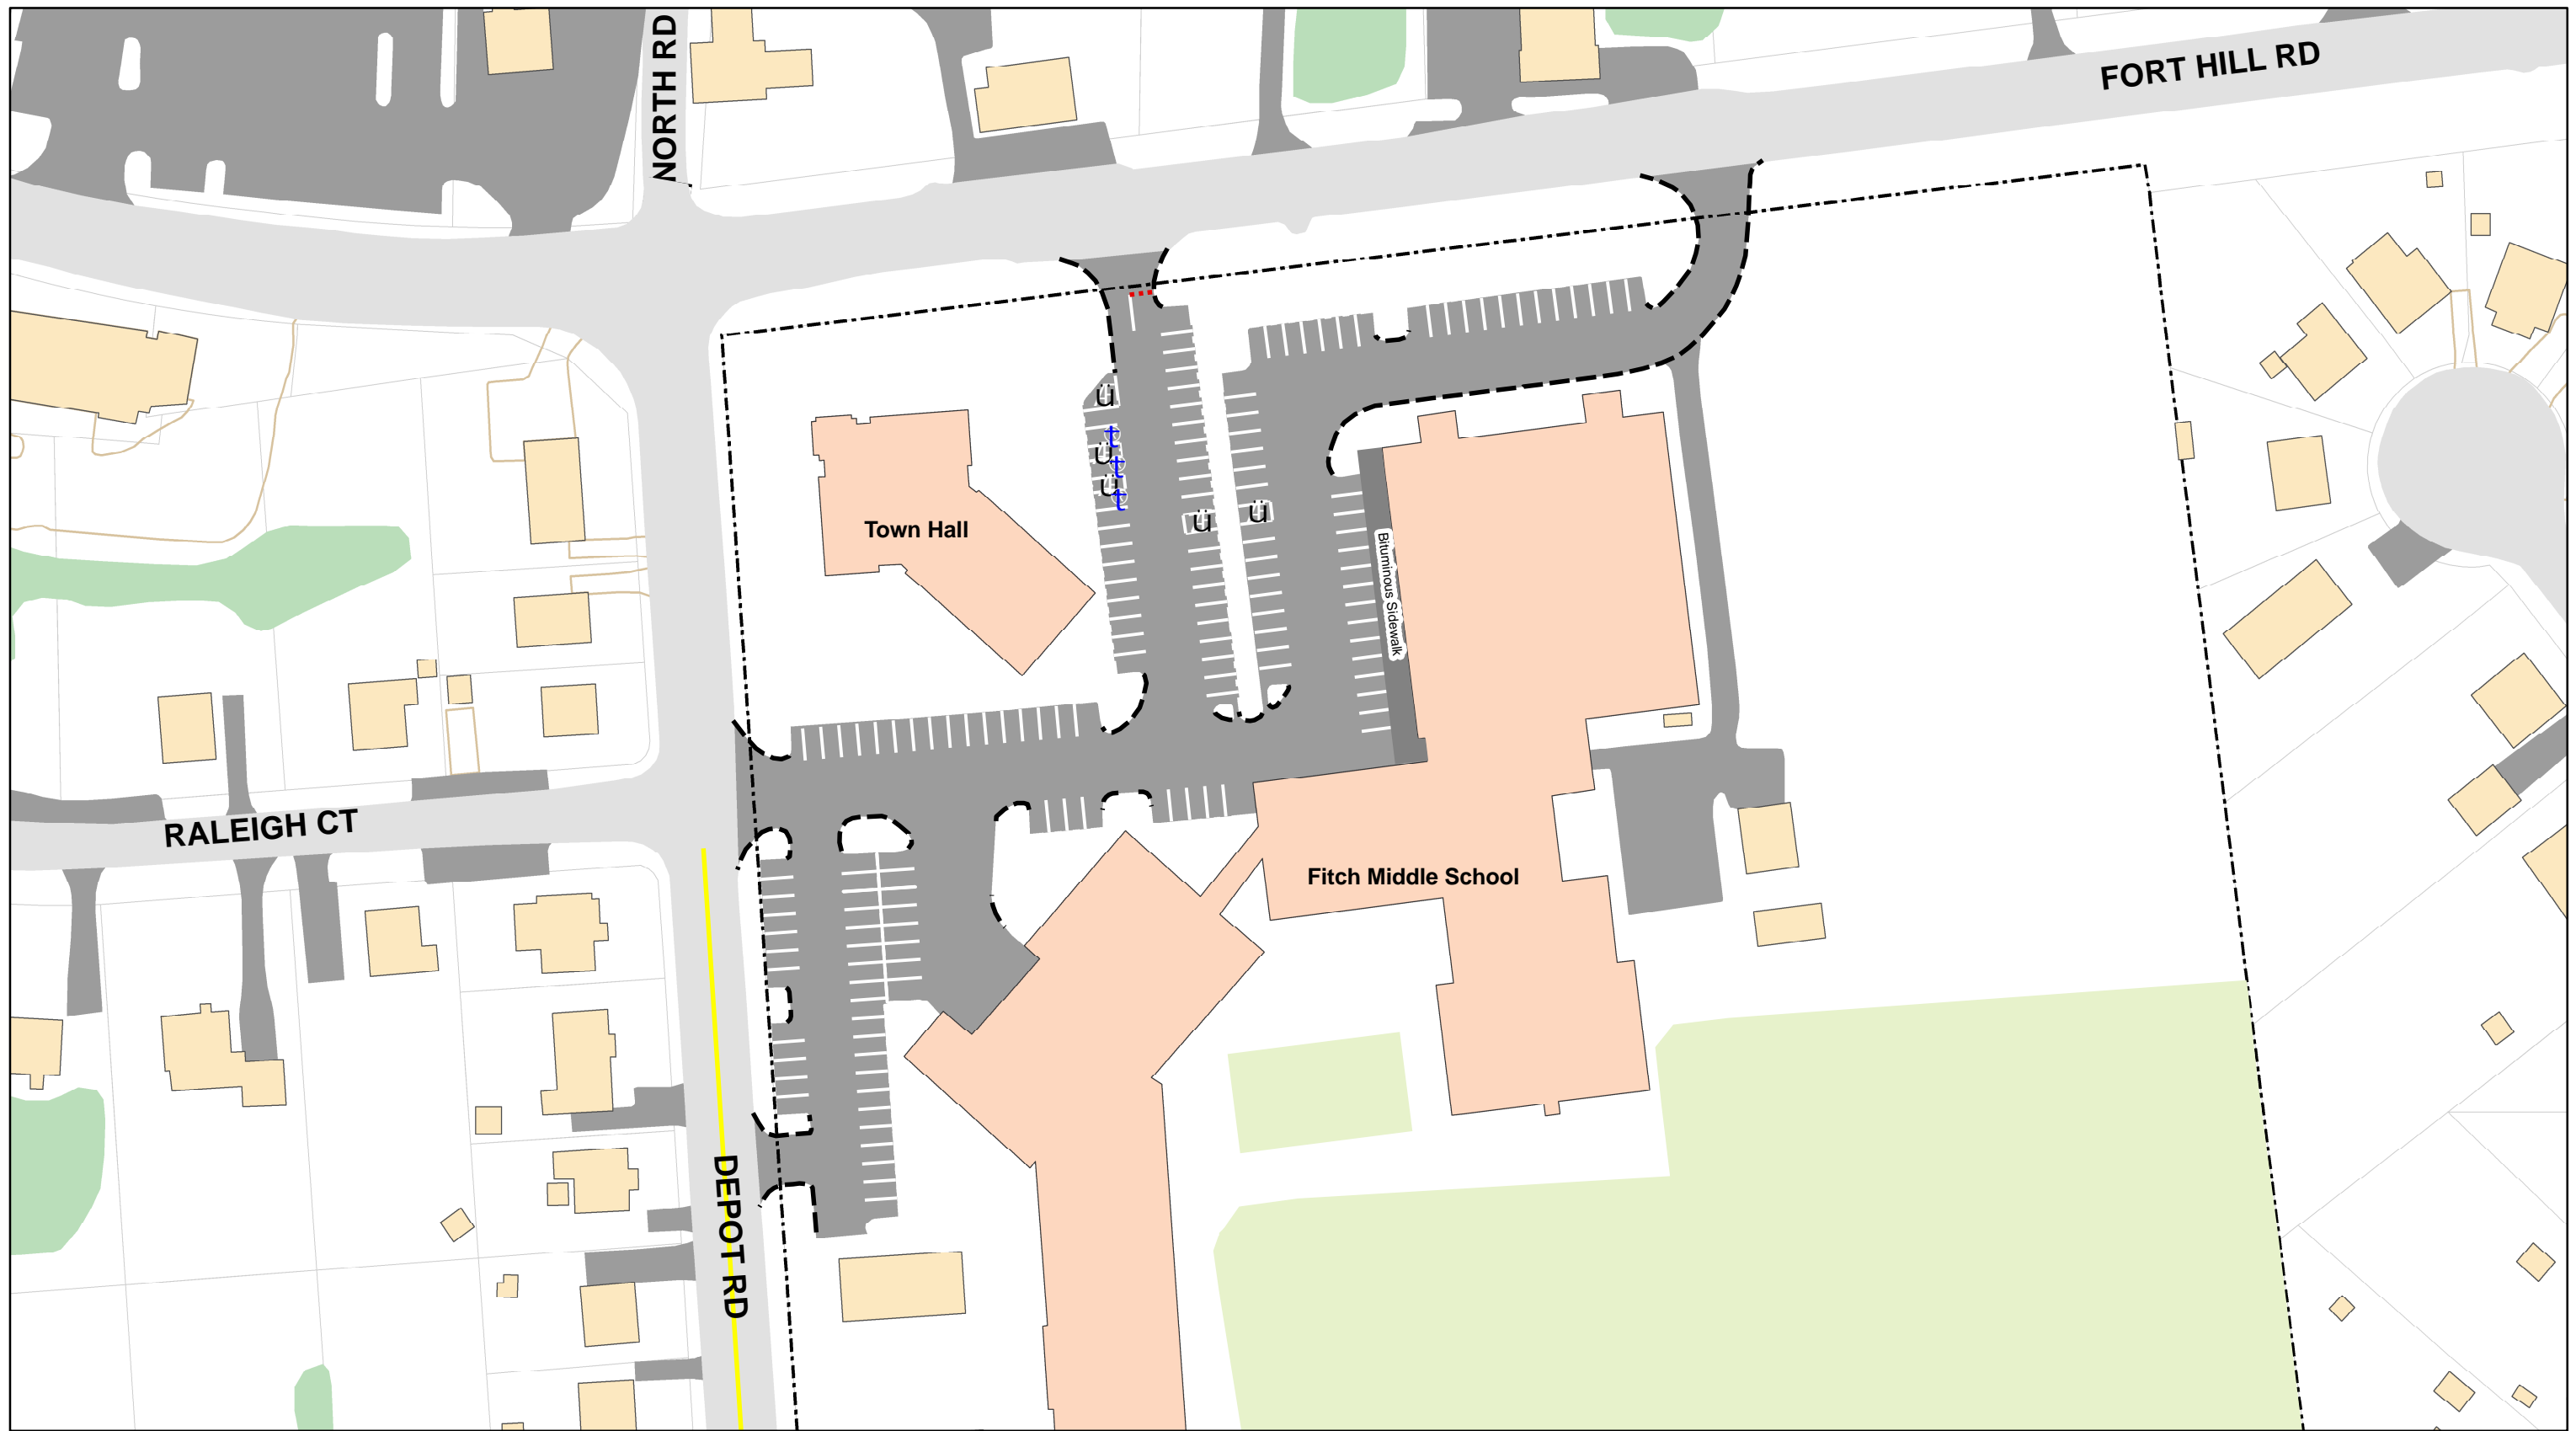 NORTH RD
FORT HILL RD
ü
t
ü
t
ü
t
ü
ü
Town Hall
Bituminous Sidewalk
RALEIGH CT
Fitch Middle School
DEPOT RD